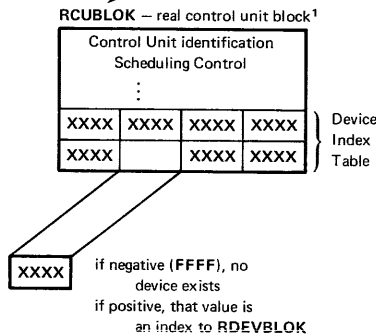 RCUBLOK — real control unit block¹
Control Unit identification
Scheduling Control
⋮
XXXX XXXX XXXX XXXX Device
Index
XXXX XXXX XXXX Table
XXXX
if negative (FFFF), no
device exists
if positive, that value is
an index to RDEVBLOK